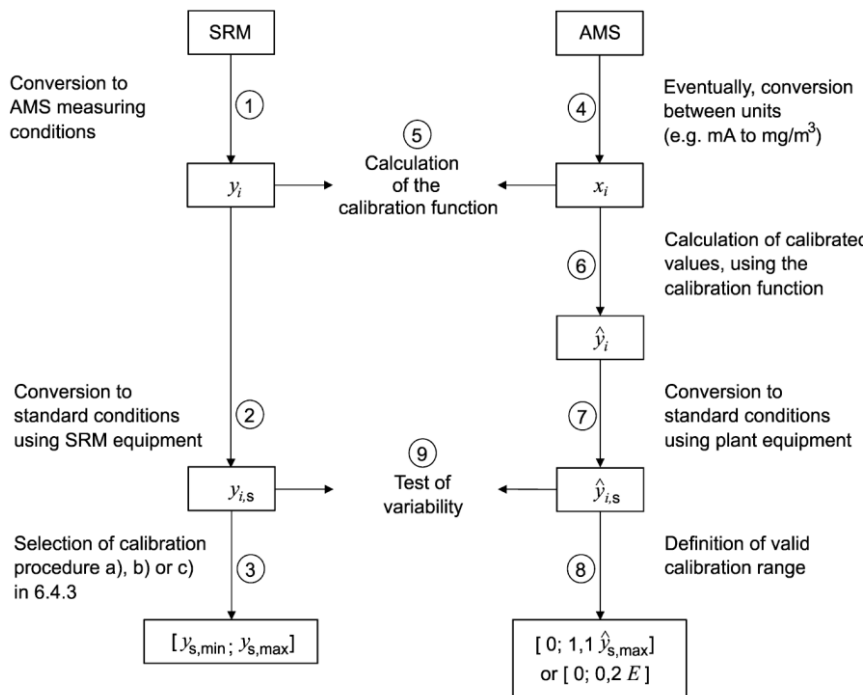 SRM
AMS
Conversion to
AMS measuring
conditions
1
4
Eventually, conversion
between units
(e.g. mA to mg/m³)
5
Calculation
of the
calibration function
yᵢ
xᵢ
6
Calculation of calibrated
values, using the
calibration function
ŷᵢ
Conversion to
standard conditions
using SRM equipment
2
7
Conversion to
standard conditions
using plant equipment
9
Test of
variability
yᵢ,s
ŷᵢ,s
Selection of calibration
procedure a), b) or c)
in 6.4.3
3
8
Definition of valid
calibration range
[ y_s,min ; y_s,max ]
[ 0; 1,1 ŷ_s,max ]
or [ 0; 0,2 E ]